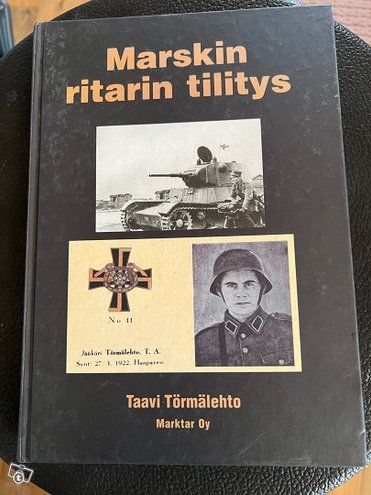 Marskin
ritarin tilitys
No 41
Jääkäri Törmälehto, T. A.
Synt: 27. 3. 1922. Haapavesi
Taavi Törmälehto
Marktar Oy